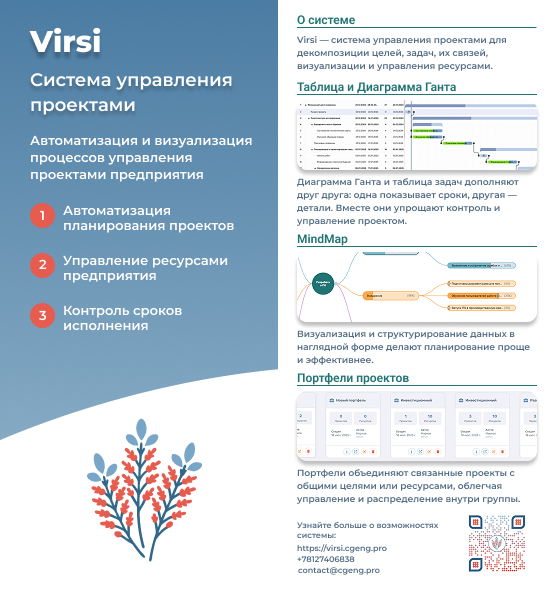 Virsi
Система управления
проектами
Автоматизация и визуализация
процессов управления
проектами предприятия
1 Автоматизация
планирования проектов
2 Управление ресурсами
предприятия
3 Контроль сроков
исполнения
О системе
Virsi — система управления проектами для
декомпозиции целей, задач, их связей,
визуализации и управления ресурсами.
Таблица и Диаграмма Ганта
Диаграмма Ганта и таблица задач дополняют
друг друга: одна показывает сроки, другая —
детали. Вместе они упрощают контроль и
управление проектом.
MindMap
Визуализация и структурирование данных в
наглядной форме делают планирование проще
и эффективнее.
Портфели проектов
Новый портфель
Инвестиционный
Инвестиционный
Портфели объединяют связанные проекты с
общими целями или ресурсами, облегчая
управление и распределение внутри группы.
Узнайте больше о возможностях
системы:
https://virsi.cgeng.pro
+78127406838
contact@cgeng.pro